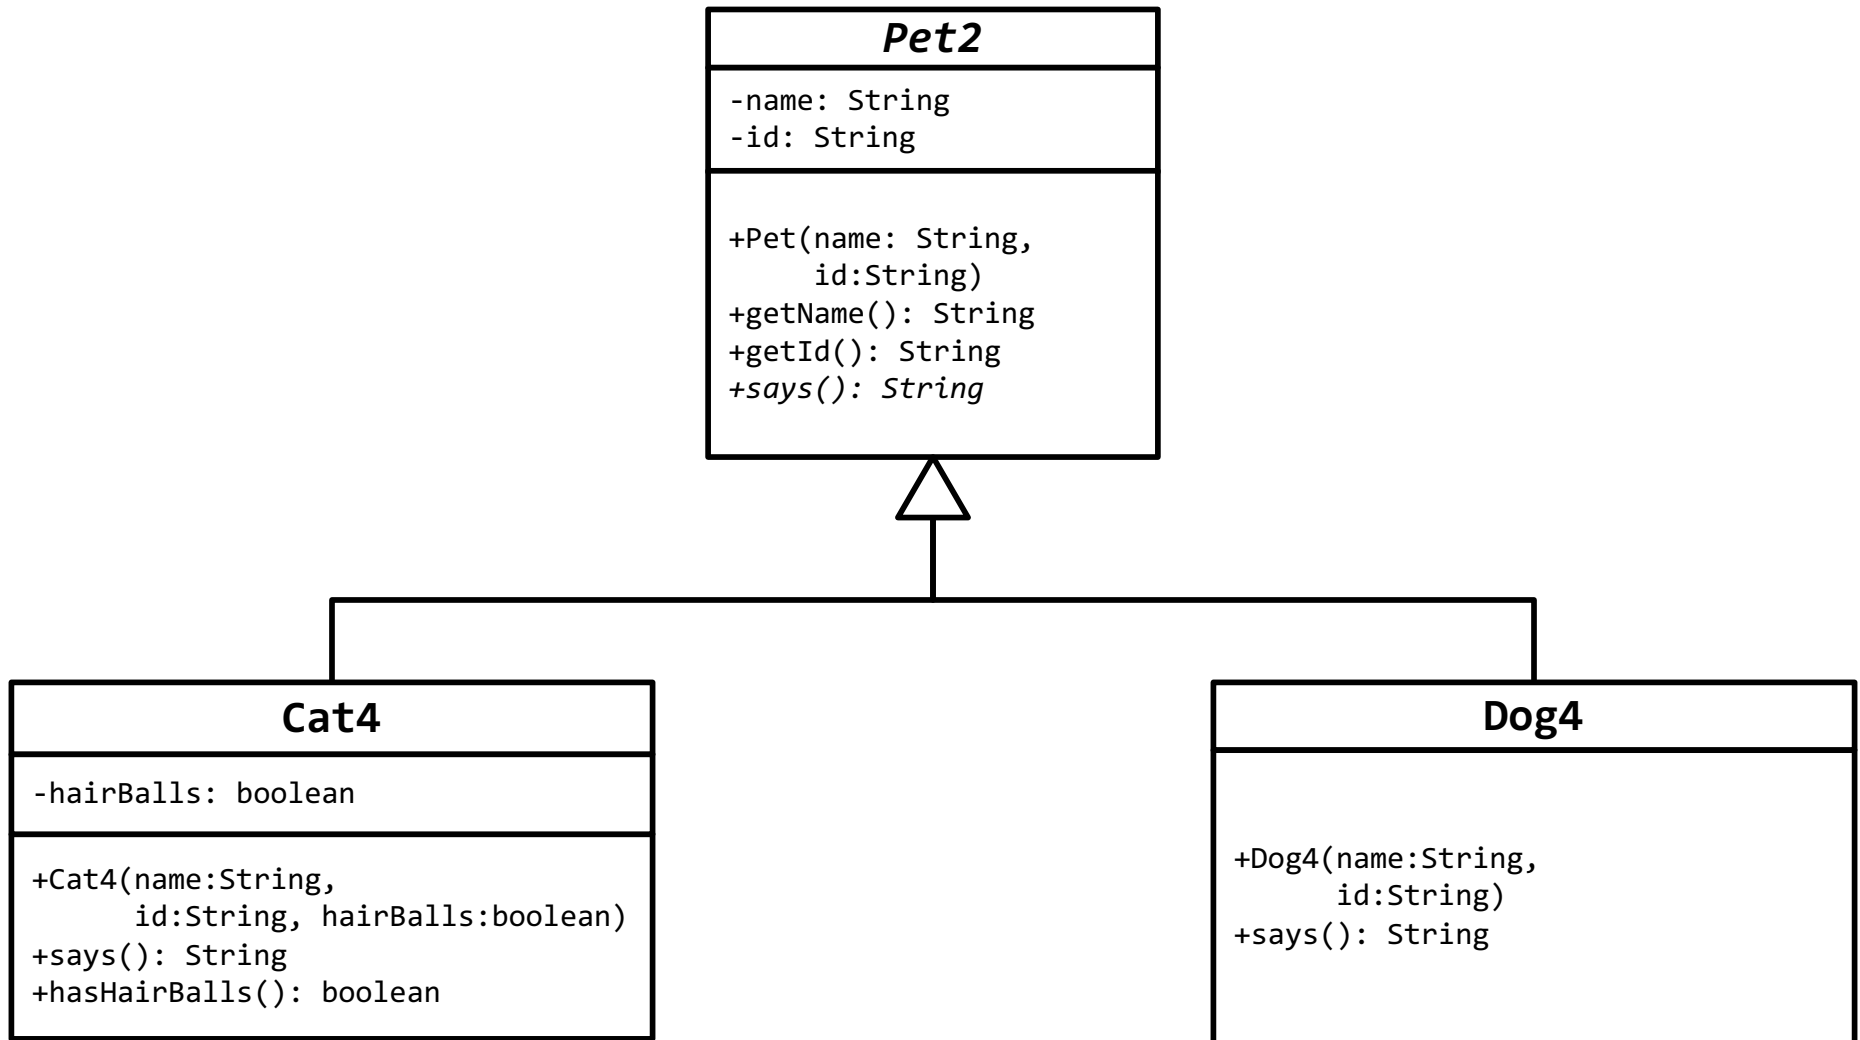 Pet2
-name: String
-id: String
+Pet(name: String,
id:String)
+getName(): String
+getId(): String
+says(): String
Cat4
-hairBalls: boolean
+Cat4(name:String,
id:String, hairBalls:boolean)
+says(): String
+hasHairBalls(): boolean
Dog4
+Dog4(name:String,
id:String)
+says(): String